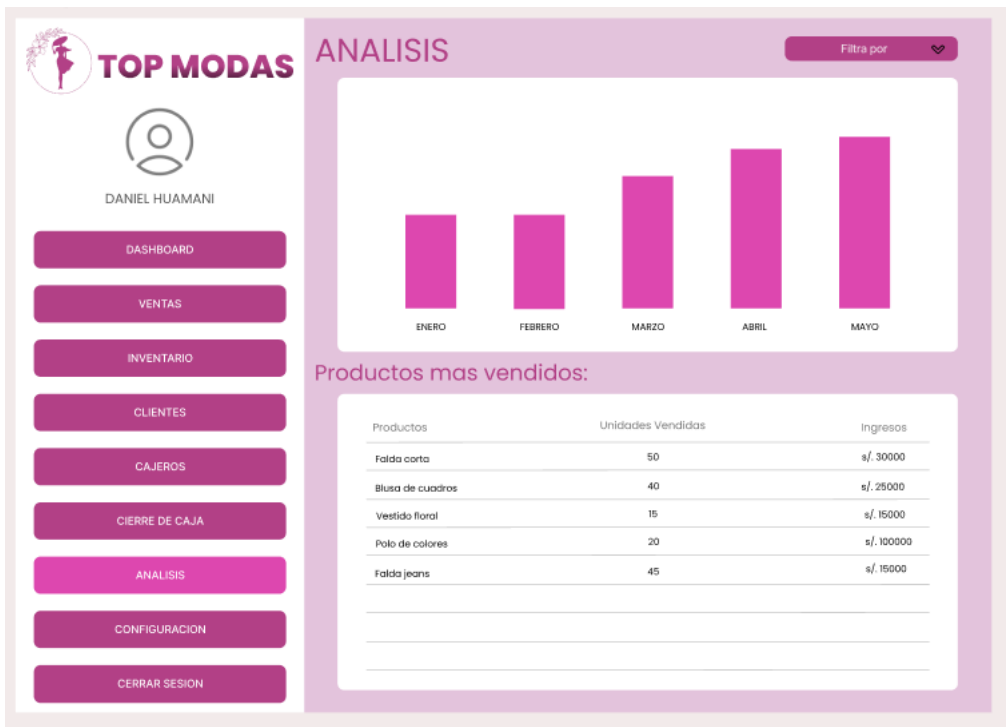 TOP MODAS
DANIEL HUAMANI
DASHBOARD
VENTAS
INVENTARIO
CLIENTES
CAJEROS
CIERRE DE CAJA
ANALISIS
CONFIGURACION
CERRAR SESION
ANALISIS
Filtra por
ENERO FEBRERO MARZO ABRIL MAYO
Productos mas vendidos:
Productos Unidades Vendidas Ingresos
Falda corta 50 s/. 30000
Blusa de cuadros 40 s/. 25000
Vestido floral 15 s/. 15000
Polo de colores 20 s/. 100000
Falda jeans 45 s/. 15000